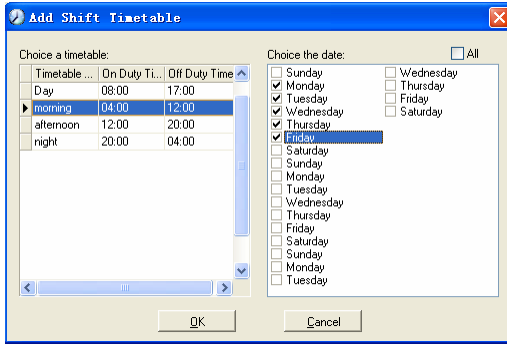 Add Shift Timetable
Choice a timetable:
Timetable ... On Duty Ti... Off Duty Time
Day 08:00 17:00
morning 04:00 12:00
afternoon 12:00 20:00
night 20:00 04:00
Choice the date:
All
Sunday
Monday
Tuesday
Wednesday
Thursday
Friday
Saturday
Sunday
Monday
Tuesday
Wednesday
Thursday
Friday
Saturday
Sunday
Monday
Tuesday
Wednesday
Thursday
Friday
Saturday
OK
Cancel